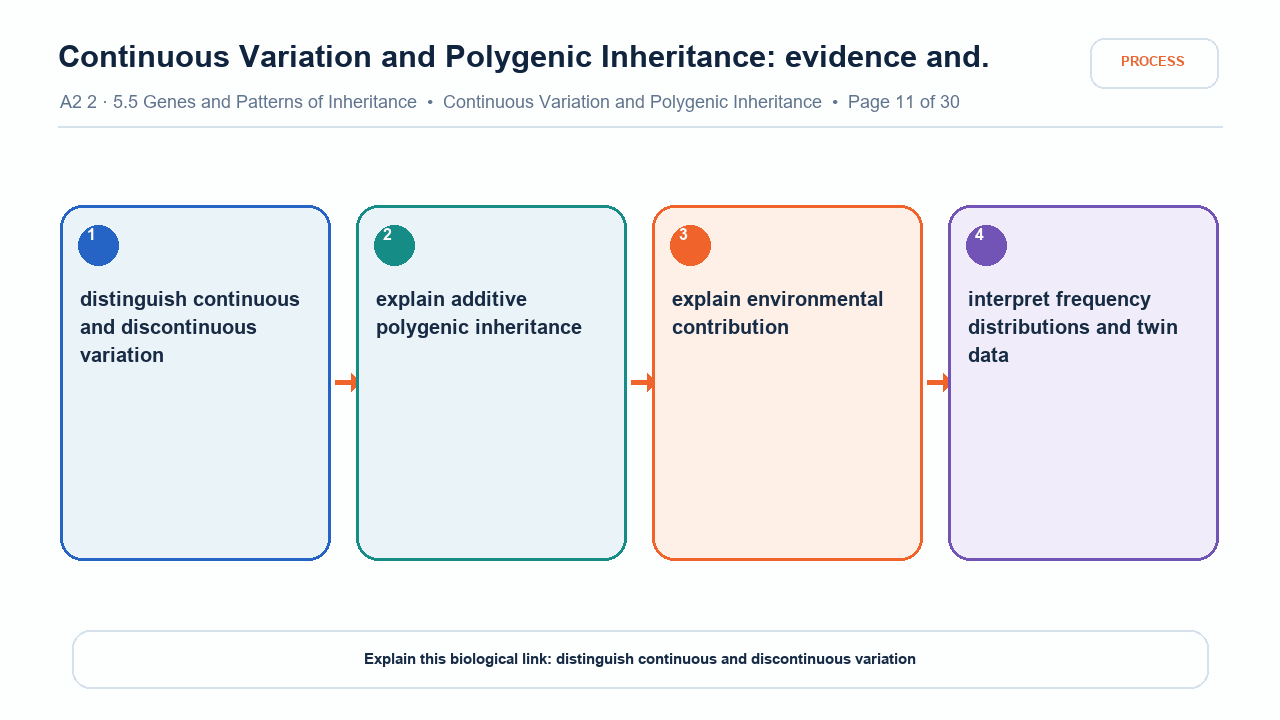 Continuous Variation and Polygenic Inheritance: evidence and.
PROCESS
A2 2 · 5.5 Genes and Patterns of Inheritance • Continuous Variation and Polygenic Inheritance • Page 11 of 30
1
distinguish continuous
and discontinuous
variation
2
explain additive
polygenic inheritance
3
explain environmental
contribution
4
interpret frequency
distributions and twin
data
Explain this biological link: distinguish continuous and discontinuous variation